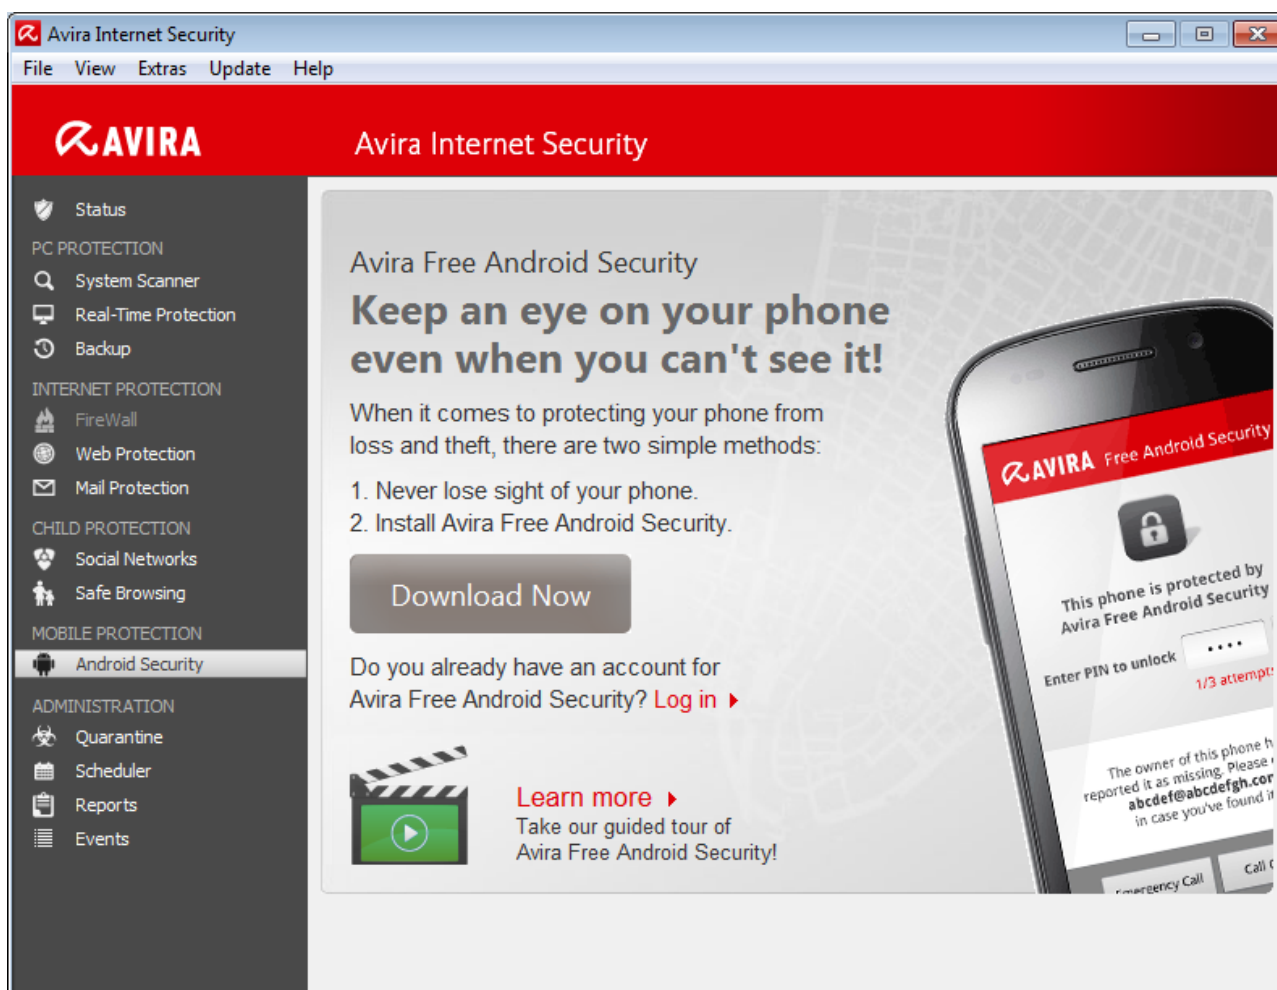 Avira Internet Security
File View Extras Update Help
AVIRA
Avira Internet Security
Status
PC PROTECTION
System Scanner
Real-Time Protection
Backup
INTERNET PROTECTION
FireWall
Web Protection
Mail Protection
CHILD PROTECTION
Social Networks
Safe Browsing
MOBILE PROTECTION
Android Security
ADMINISTRATION
Quarantine
Scheduler
Reports
Events
Avira Free Android Security
Keep an eye on your phone
even when you can't see it!
When it comes to protecting your phone from
loss and theft, there are two simple methods:
1. Never lose sight of your phone.
2. Install Avira Free Android Security.
Download Now
Do you already have an account for
Avira Free Android Security? Log in
Learn more
Take our guided tour of
Avira Free Android Security!
AVIRA Free Android Security
This phone is protected by
Avira Free Android Security
Enter PIN to unlock ••••
1/3 attempts
The owner of this phone h
reported it as missing. Please
abcdef@abcdefgh.com
in case you've found it
Emergency Call
Call